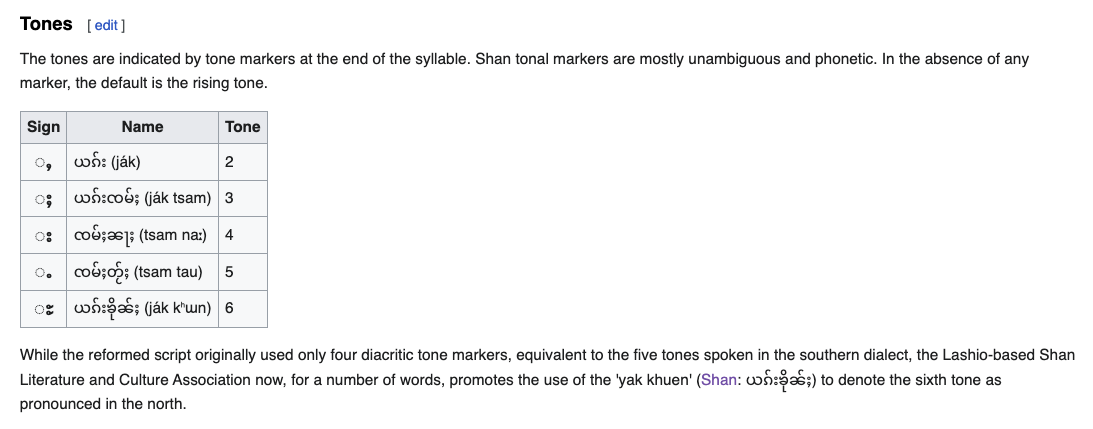 Tones [ edit ]
The tones are indicated by tone markers at the end of the syllable. Shan tonal markers are mostly unambiguous and phonetic. In the absence of any
marker, the default is the rising tone.
Sign Name Tone
ႇ ယၵ်း (ják) 2
ႈ ယၵ်းၸမ်ႈ (ják tsam) 3
း ၸမ်ႈၼႃႈ (tsam naː) 4
ႉ ၸမ်ႈတႂ်ႈ (tsam tau) 5
ႊ ယၵ်းၶိုၼ်ႈ (ják kʰɯn) 6
While the reformed script originally used only four diacritic tone markers, equivalent to the five tones spoken in the southern dialect, the Lashio-based Shan
Literature and Culture Association now, for a number of words, promotes the use of the 'yak khuen' (Shan: ယၵ်းၶိုၼ်ႈ) to denote the sixth tone as
pronounced in the north.